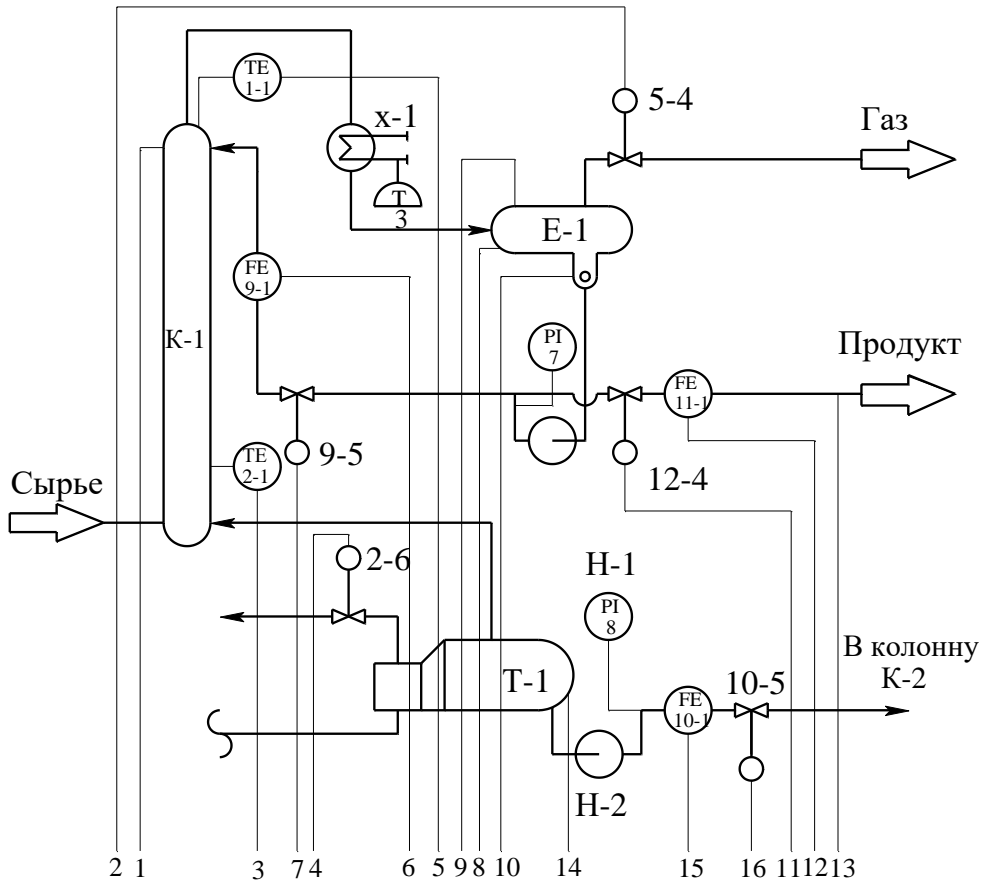 TE
1-1
х-1
5-4
Газ
Т
3
Е-1
FE
9-1
К-1
PI
7
Продукт
FE
11-1
9-5
12-4
TE
2-1
Сырье
2-6
Н-1
PI
8
В колонну
К-2
Т-1
10-5
FE
10-1
Н-2
2 1 3 7 4 6 5 9 8 10 14 15 16 11 12 13